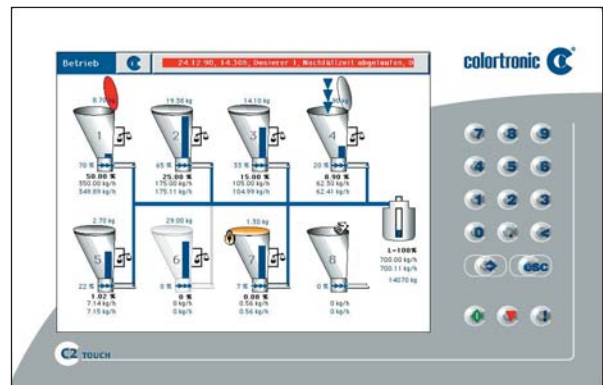 Betrieb
24.12.90, 14.30h, Dosierer 1, Nachfüllzeit abgelaufen, 0
colortronic
8.70 kg
19.30 kg
14.10 kg
1
2
3
4
70 %
65 %
33 %
20 %
50.00 %
25.00 %
15.00 %
8.90 %
350.00 kg/h
175.00 kg/h
105.00 kg/h
62.30 kg/h
349.89 kg/h
175.11 kg/h
104.99 kg/h
62.41 kg/h
2.70 kg
29.00 kg
1.30 kg
5
6
7
8
L=100%
700.00 kg/h
700.11 kg/h
14070 kg
22 %
0 %
7 %
0 %
1.02 %
0 %
0.08 %
7.14 kg/h
0 kg/h
0.56 kg/h
0 kg/h
7.15 kg/h
0 kg/h
0.56 kg/h
0 kg/h
7 8 9
4 5 6
1 2 3
0 . <
esc
C2 TOUCH